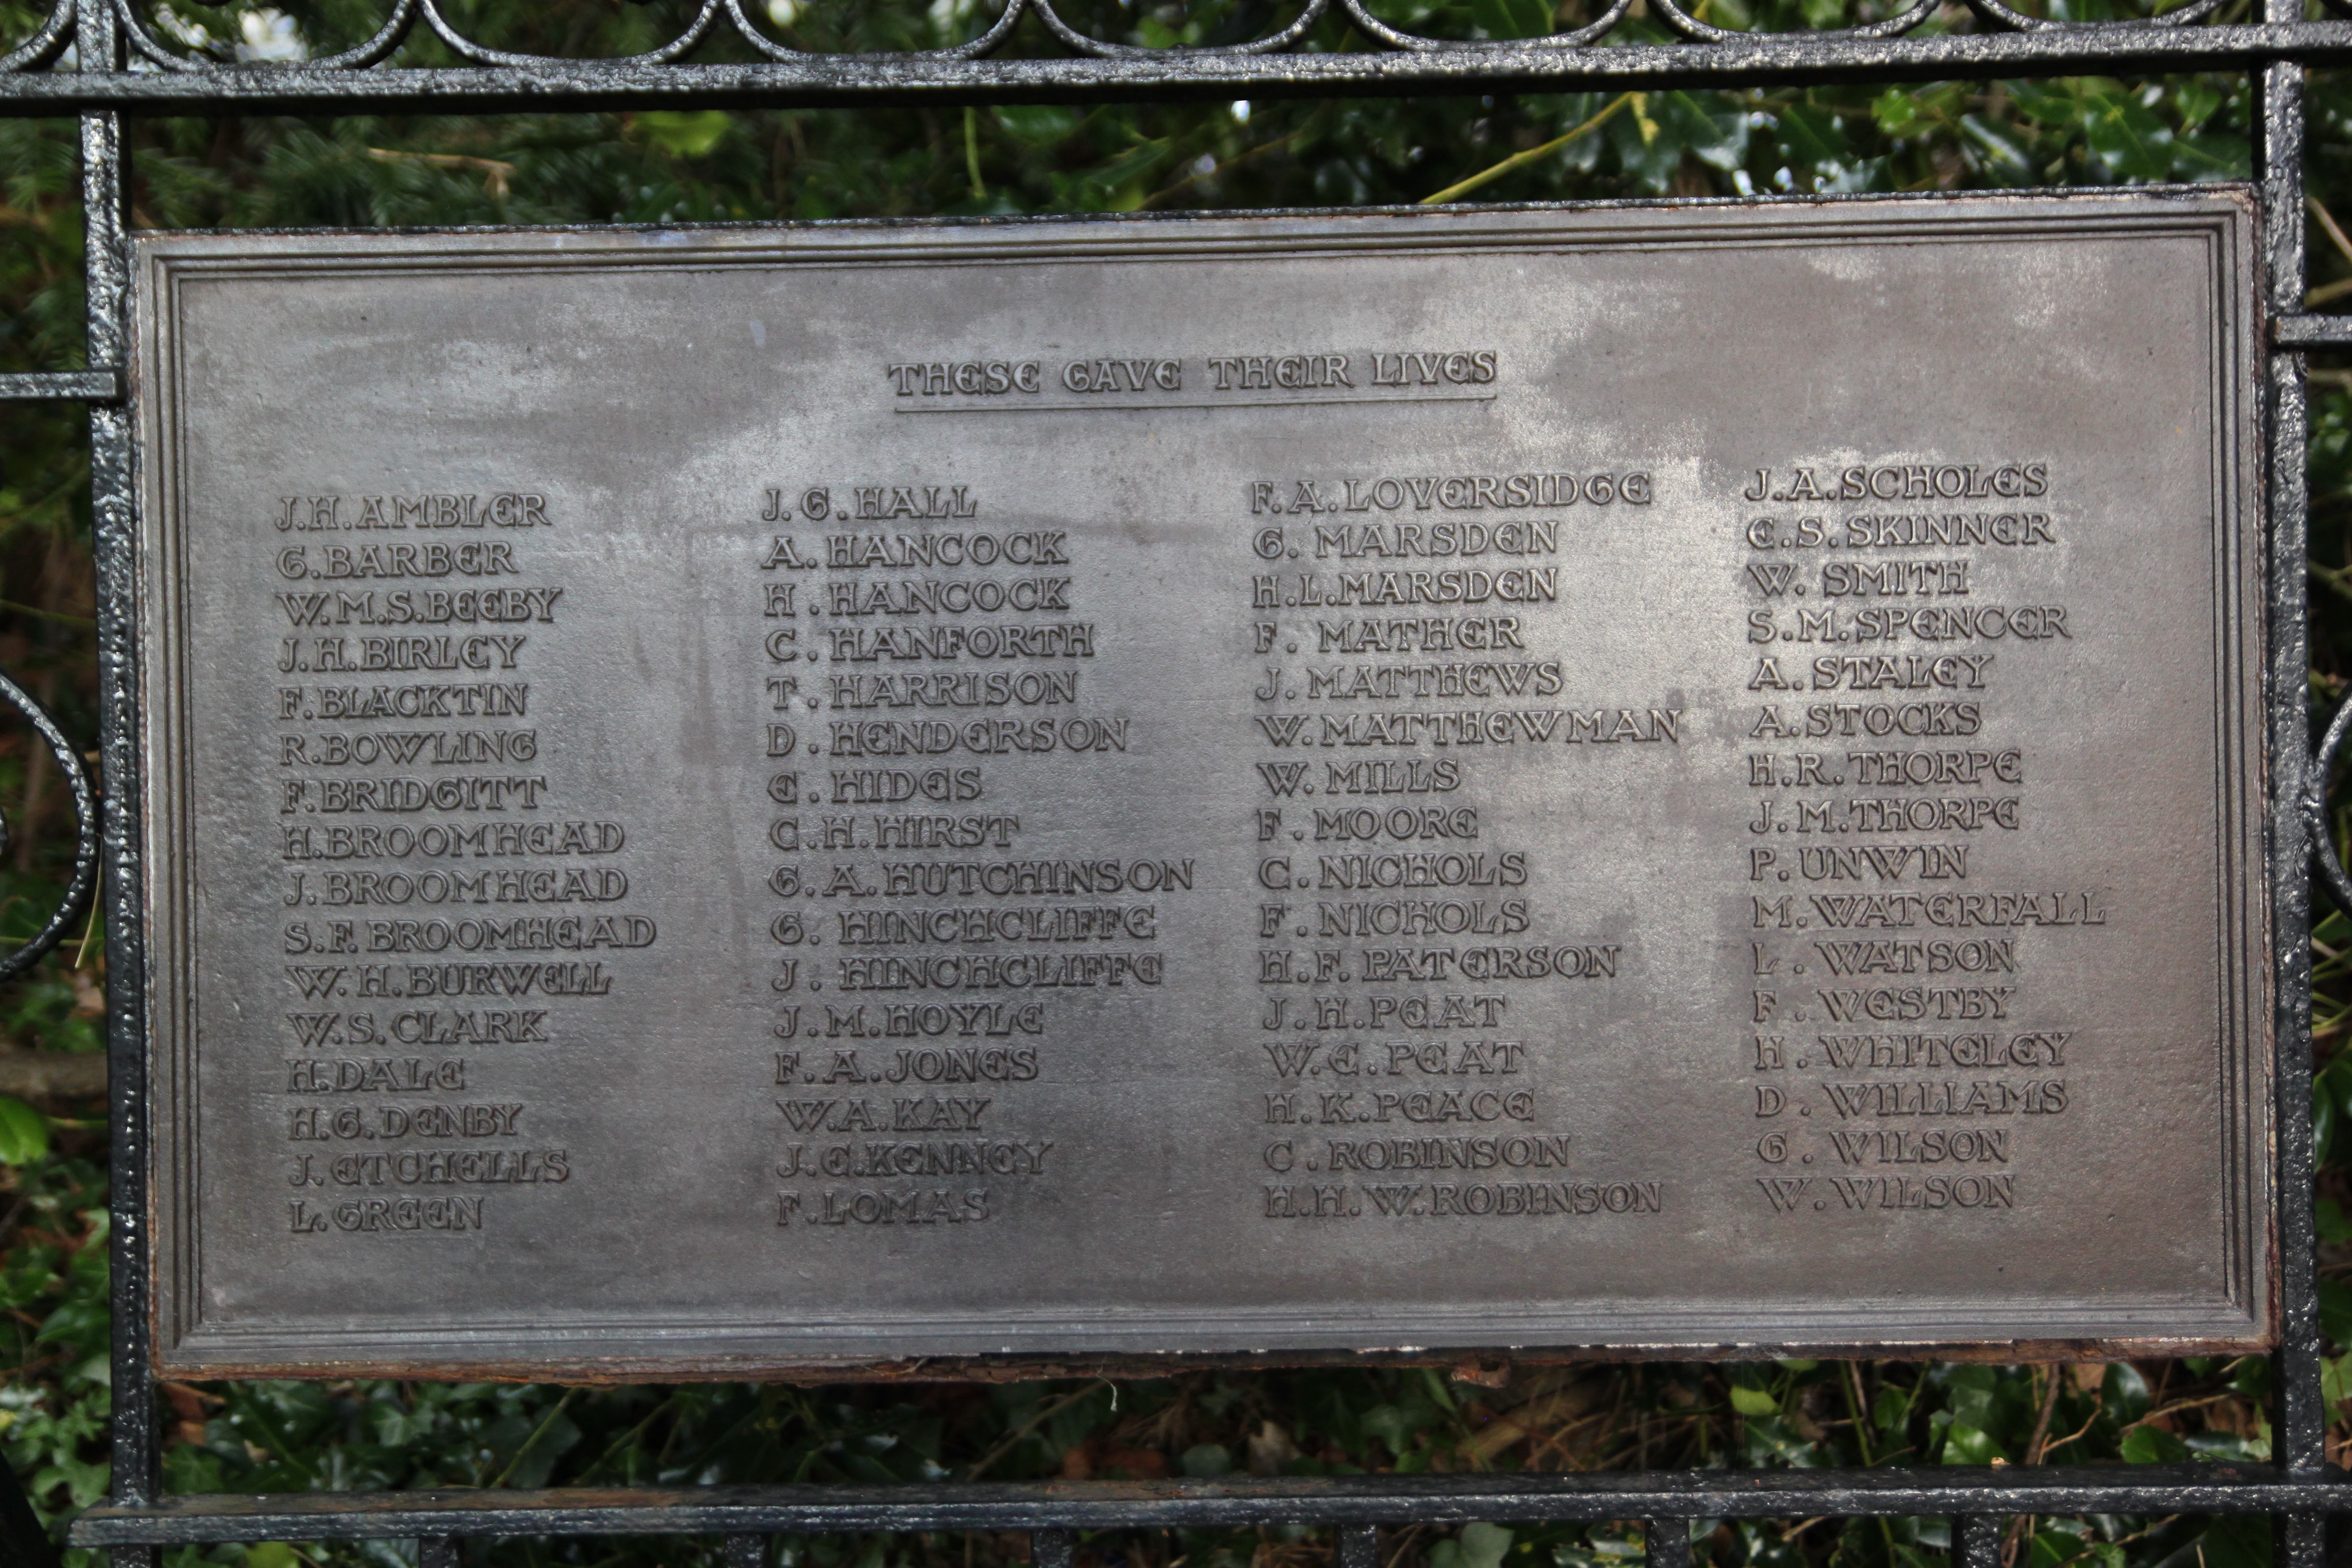 THESE GAVE THEIR LIVES
J.H.AMBLER
G.BARBER
W.M.S.BEEBY
J.H.BIRLEY
F.BLACKTIN
R.BOWLING
F.BRIDGITT
H.BROOMHEAD
J.BROOMHEAD
S.F.BROOMHEAD
W.H.BURWELL
W.S.CLARK
H.DALE
H.G.DENBY
J.ETCHELLS
L.GREEN
J.G.HALL
A.HANCOCK
H.HANCOCK
C.HANFORTH
T.HARRISON
D.HENDERSON
E.HIDES
C.H.HIRST
G.A.HUTCHINSON
G. HINCHCLIFFE
J. HINCHCLIFFE
J.M.HOYLE
F.A.JONES
W.A.KAY
J.E.KENNEY
F.LOMAS
F.A.LOVERSIDGE
G. MARSDEN
H.L.MARSDEN
F. MATHER
J. MATTHEWS
W.MATTHEWMAN
W. MILLS
F.MOORE
C.NICHOLS
F.NICHOLS
H.F. PATERSON
J.H.PEAT
W.E.PEAT
H.K.PEACE
C.ROBINSON
H.H.W.ROBINSON
J.A.SCHOLES
E.S.SKINNER
W. SMITH
S.M.SPENCER
A.STALEY
A.STOCKS
H.R.THORPE
J.M.THORPE
P.UNWIN
M.WATERFALL
L. WATSON
F. WESTBY
H. WHITELEY
D. WILLIAMS
G. WILSON
W. WILSON